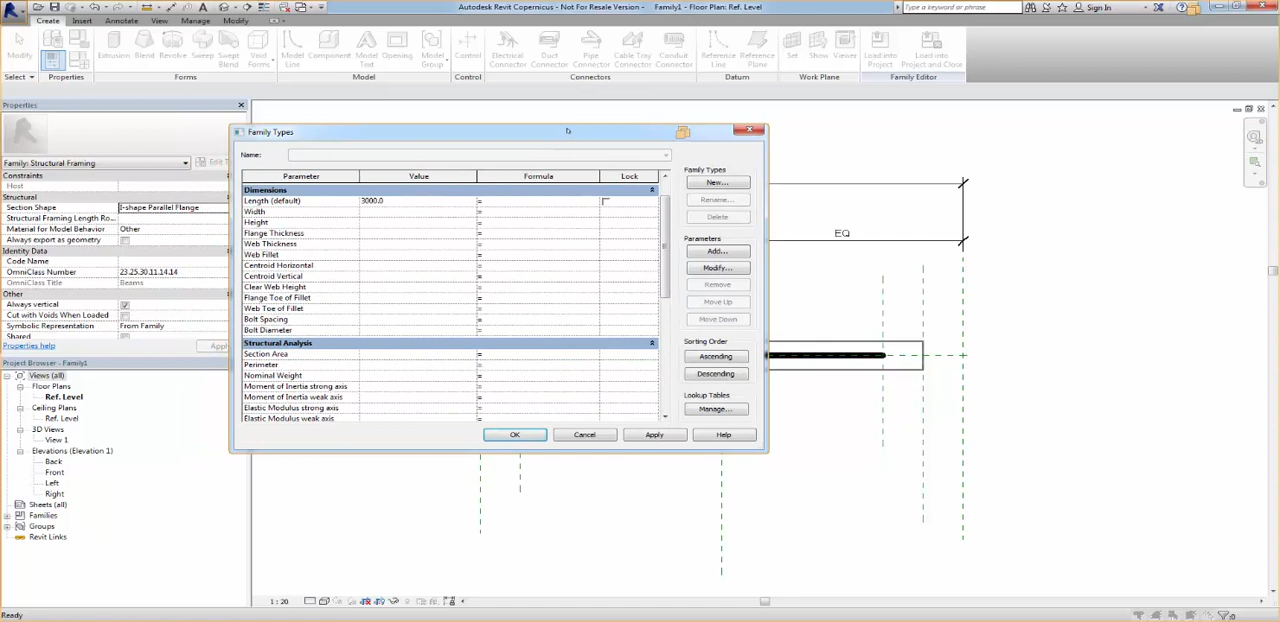 Autodesk Revit Copernicus - Not For Resale Version - Family1 - Floor Plan: Ref. Level
Type a keyword or phrase
Sign In
Create
Insert
Annotate
View
Manage
Modify
Modify
Extrusion
Blend
Revolve
Sweep
Swept
Blend
Void
Forms
Model
Line
Component
Model
Text
Opening
Model
Group
Control
Electrical
Connector
Duct
Connector
Pipe
Connector
Cable Tray
Connector
Conduit
Connector
Reference
Line
Reference
Plane
Set
Show
Viewer
Load into
Project
Load into
Project and Close
Select
Properties
Forms
Model
Control
Connectors
Datum
Work Plane
Family Editor
Properties
Family: Structural Framing
Edit T
Constraints
Host
Structural
Section Shape
I-shape Parallel Flange
Structural Framing Length Ro...
Material for Model Behavior
Other
Always export as geometry
Identity Data
Code Name
OmniClass Number
23.25.30.11.14.14
OmniClass Title
Beams
Other
Always vertical
Cut with Voids When Loaded
Symbolic Representation
From Family
Shared
Properties help
Apply
Project Browser - Family1
Views (all)
Floor Plans
Ref. Level
Ceiling Plans
Ref. Level
3D Views
View 1
Elevations (Elevation 1)
Back
Front
Left
Right
Sheets (all)
Families
Groups
Revit Links
Family Types
Name:
Parameter
Value
Formula
Lock
Dimensions
Length (default)
3000.0
=
Width
=
Height
=
Flange Thickness
=
Web Thickness
=
Web Fillet
=
Centroid Horizontal
=
Centroid Vertical
=
Clear Web Height
=
Flange Toe of Fillet
=
Web Toe of Fillet
=
Bolt Spacing
=
Bolt Diameter
=
Structural Analysis
Section Area
=
Perimeter
=
Nominal Weight
=
Moment of Inertia strong axis
=
Moment of Inertia weak axis
=
Elastic Modulus strong axis
=
Elastic Modulus weak axis
=
Family Types
New...
Rename...
Delete
Parameters
Add...
Modify...
Remove
Move Up
Move Down
Sorting Order
Ascending
Descending
Lookup Tables
Manage...
OK
Cancel
Apply
Help
EQ
1 : 20
Ready
:0